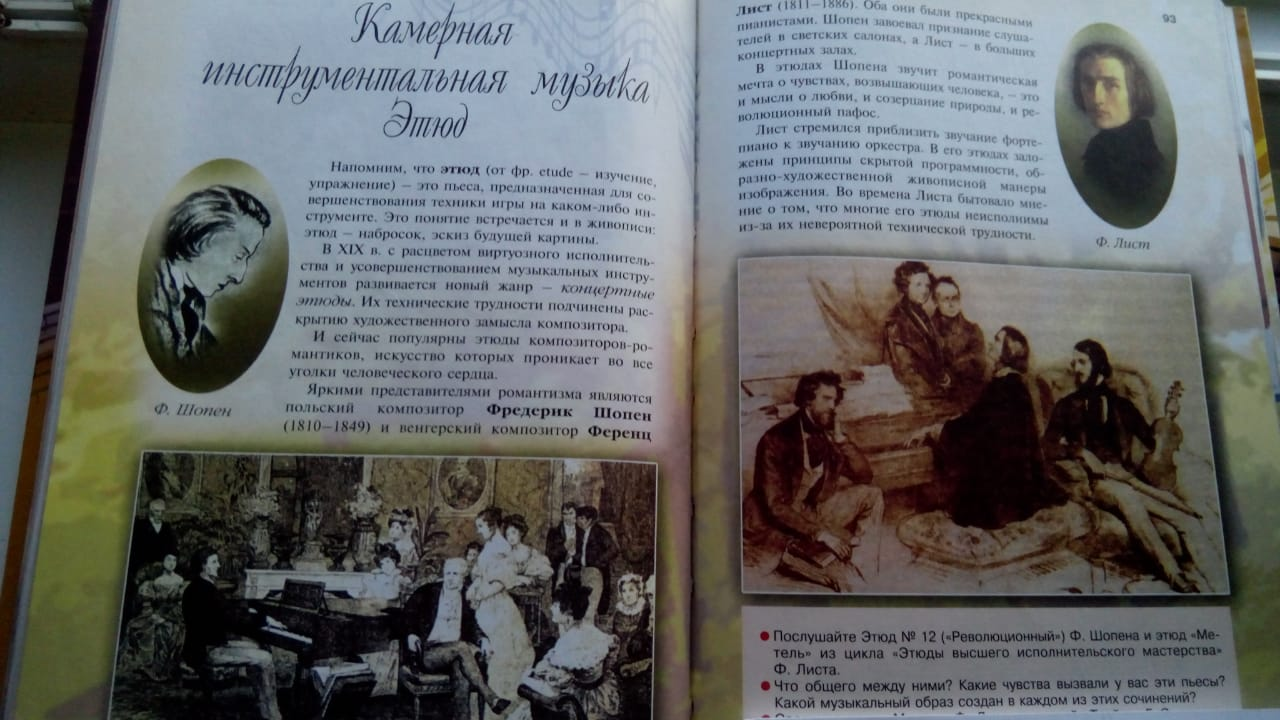 Камерная
инструментальная музыка
Этюд
Напомним, что этюд (от фр. etude – изучение,
упражнение) – это пьеса, предназначенная для со-
вершенствования техники игры на каком-либо ин-
струменте. Это понятие встречается и в живописи:
этюд – набросок, эскиз будущей картины.
В XIX в. с расцветом виртуозного исполнитель-
ства и усовершенствованием музыкальных инстру-
ментов развивается новый жанр – концертные
этюды. Их технические трудности подчинены рас-
крытию художественного замысла композитора.
И сейчас популярны этюды композиторов-ро-
мантиков, искусство которых проникает во все
уголки человеческого сердца.
Яркими представителями романтизма являются
польский композитор Фредерик Шопен
(1810–1849) и венгерский композитор Ференц
Ф. Шопен
93
Лист (1811–1886). Оба они были прекрасными
пианистами. Шопен завоевал признание слуша-
телей в светских салонах, а Лист – в больших
концертных залах.
В этюдах Шопена звучит романтическая
мечта о чувствах, возвышающих человека, – это
и мысли о любви, и созерцание природы, и ре-
волюционный пафос.
Лист стремился приблизить звучание форте-
пиано к звучанию оркестра. В его этюдах зало-
жены принципы скрытой программности, об-
разно-художественной живописной манеры
изображения. Во времена Листа бытовало мне-
ние о том, что многие его этюды неисполнимы
из-за их невероятной технической трудности.
Ф. Лист
• Послушайте Этюд № 12 («Революционный») Ф. Шопена и этюд «Ме-
тель» из цикла «Этюды высшего исполнительского мастерства»
Ф. Листа.
• Что общего между ними? Какие чувства вызвали у вас эти пьесы?
Какой музыкальный образ создан в каждом из этих сочинений?